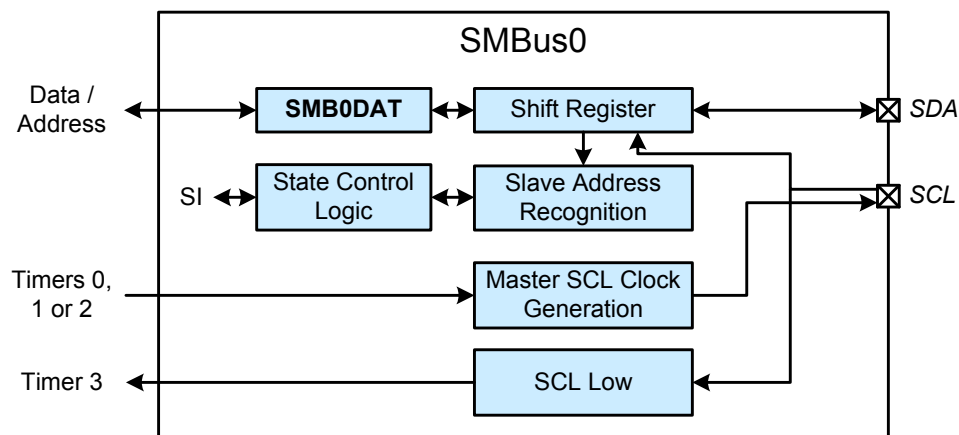 SMBus0
Data /
Address
SMB0DAT
Shift Register
SDA
SI
State Control
Logic
Slave Address
Recognition
SCL
Timers 0,
1 or 2
Master SCL Clock
Generation
Timer 3
SCL Low